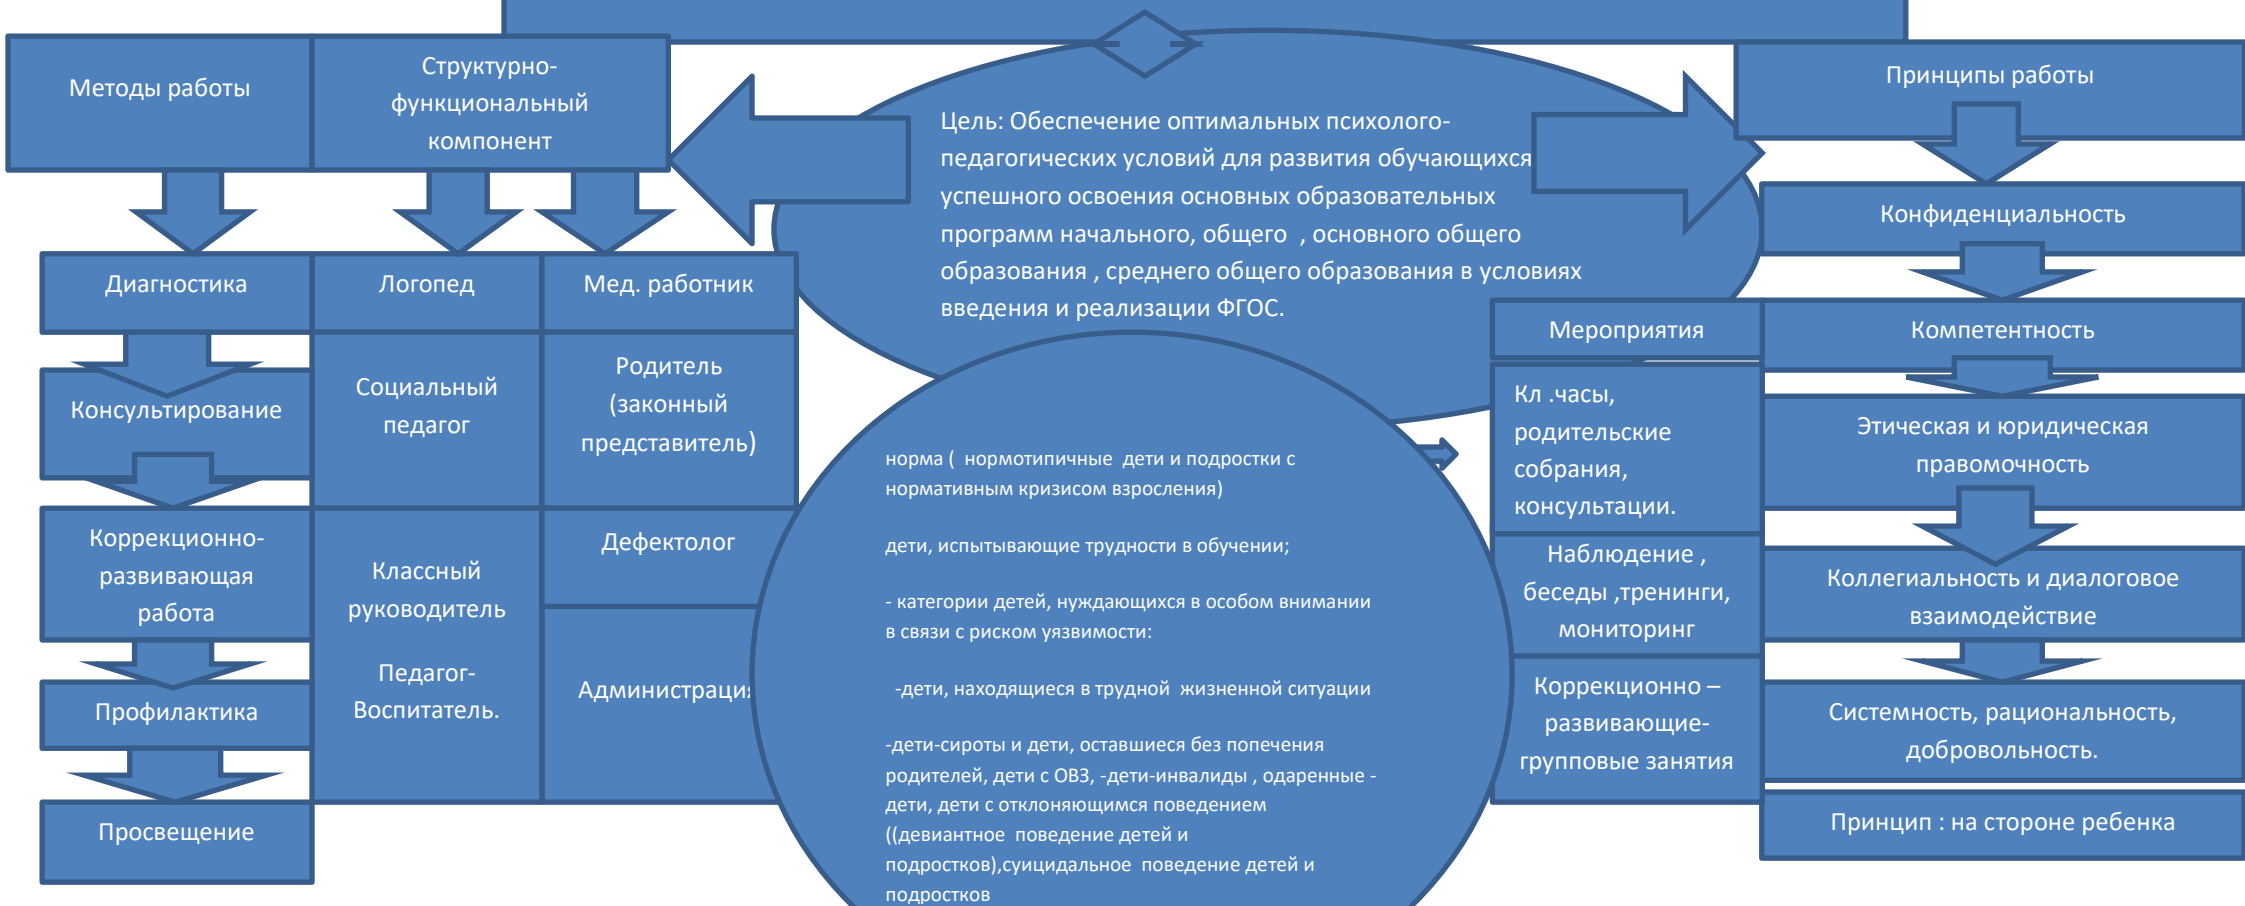 Методы работы
Структурно-
функциональный
компонент
Диагностика
Консультирование
Коррекционно-
развивающая
работа
Профилактика
Просвещение
Логопед
Социальный
педагог
Классный
руководитель
Педагог-
Воспитатель.
Мед. работник
Родитель
(законный
представитель)
Дефектолог
Администрация
Цель: Обеспечение оптимальных психолого-
педагогических условий для развития обучающихся
успешного освоения основных образовательных
программ начального, общего , основного общего
образования , среднего общего образования в условиях
введения и реализации ФГОС.
норма ( нормотипичные дети и подростки с
нормативным кризисом взросления)
дети, испытывающие трудности в обучении;
- категории детей, нуждающихся в особом внимании
в связи с риском уязвимости:
-дети, находящиеся в трудной жизненной ситуации
-дети-сироты и дети, оставшиеся без попечения
родителей, дети с ОВЗ, -дети-инвалиды , одаренные -
дети, дети с отклоняющимся поведением
((девиантное поведение детей и
подростков),суицидальное поведение детей и
подростков
Мероприятия
Кл .часы,
родительские
собрания,
консультации.
Наблюдение ,
беседы ,тренинги,
мониторинг
Коррекционно –
развивающие-
групповые занятия
Принципы работы
Конфиденциальность
Компетентность
Этическая и юридическая
правомочность
Коллегиальность и диалоговое
взаимодействие
Системность, рациональность,
добровольность.
Принцип : на стороне ребенка